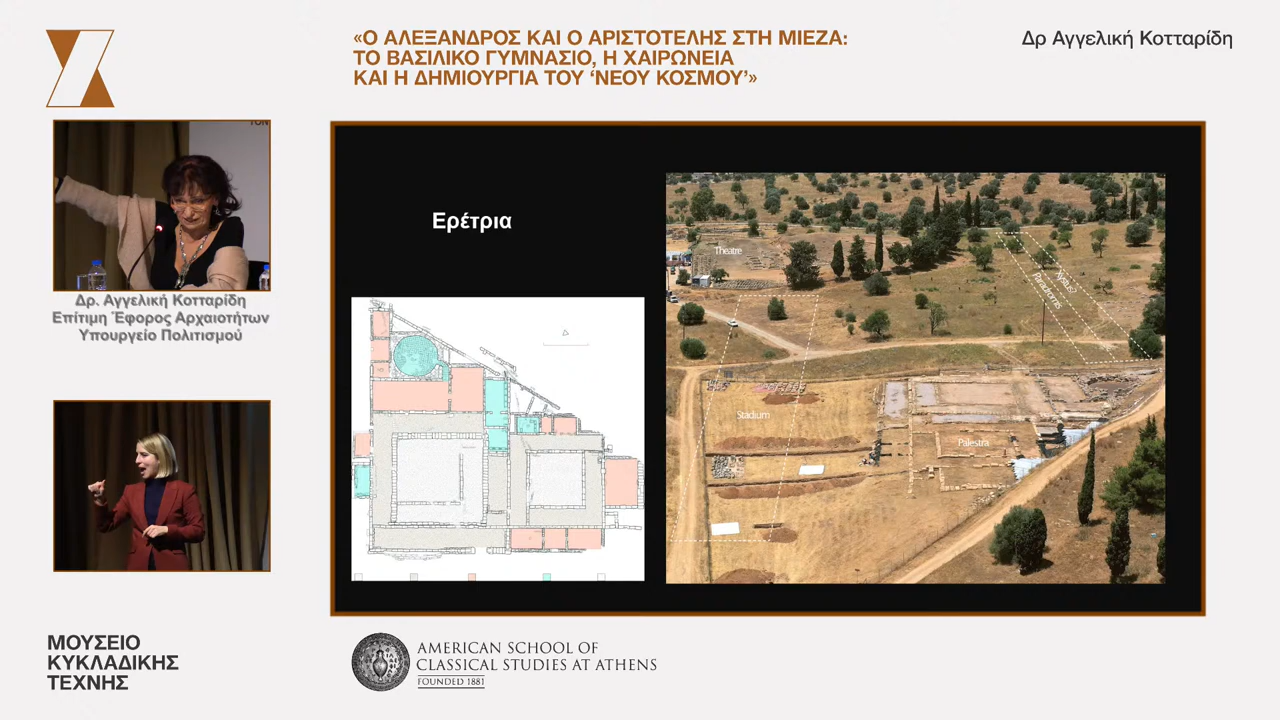 «Ο ΑΛΕΞΑΝΔΡΟΣ ΚΑΙ Ο ΑΡΙΣΤΟΤΕΛΗΣ ΣΤΗ ΜΙΕΖΑ:
ΤΟ ΒΑΣΙΛΙΚΟ ΓΥΜΝΑΣΙΟ, Η ΧΑΙΡΩΝΕΙΑ
ΚΑΙ Η ΔΗΜΙΟΥΡΓΙΑ ΤΟΥ ‘ΝΕΟΥ ΚΟΣΜΟΥ’»
Δρ Αγγελική Κοτταρίδη
ΤΟΝ
Δρ. Αγγελική Κοτταρίδη
Επίτιμη Έφορος Αρχαιοτήτων
Υπουργείο Πολιτισμού
Ερέτρια
Theatre
Xystus?
Paradromis
Stadium
Palestra
ΜΟΥΣΕΙΟ
ΚΥΚΛΑΔΙΚΗΣ
ΤΕΧΝΗΣ
AMERICAN SCHOOL OF
CLASSICAL STUDIES AT ATHENS
FOUNDED 1881